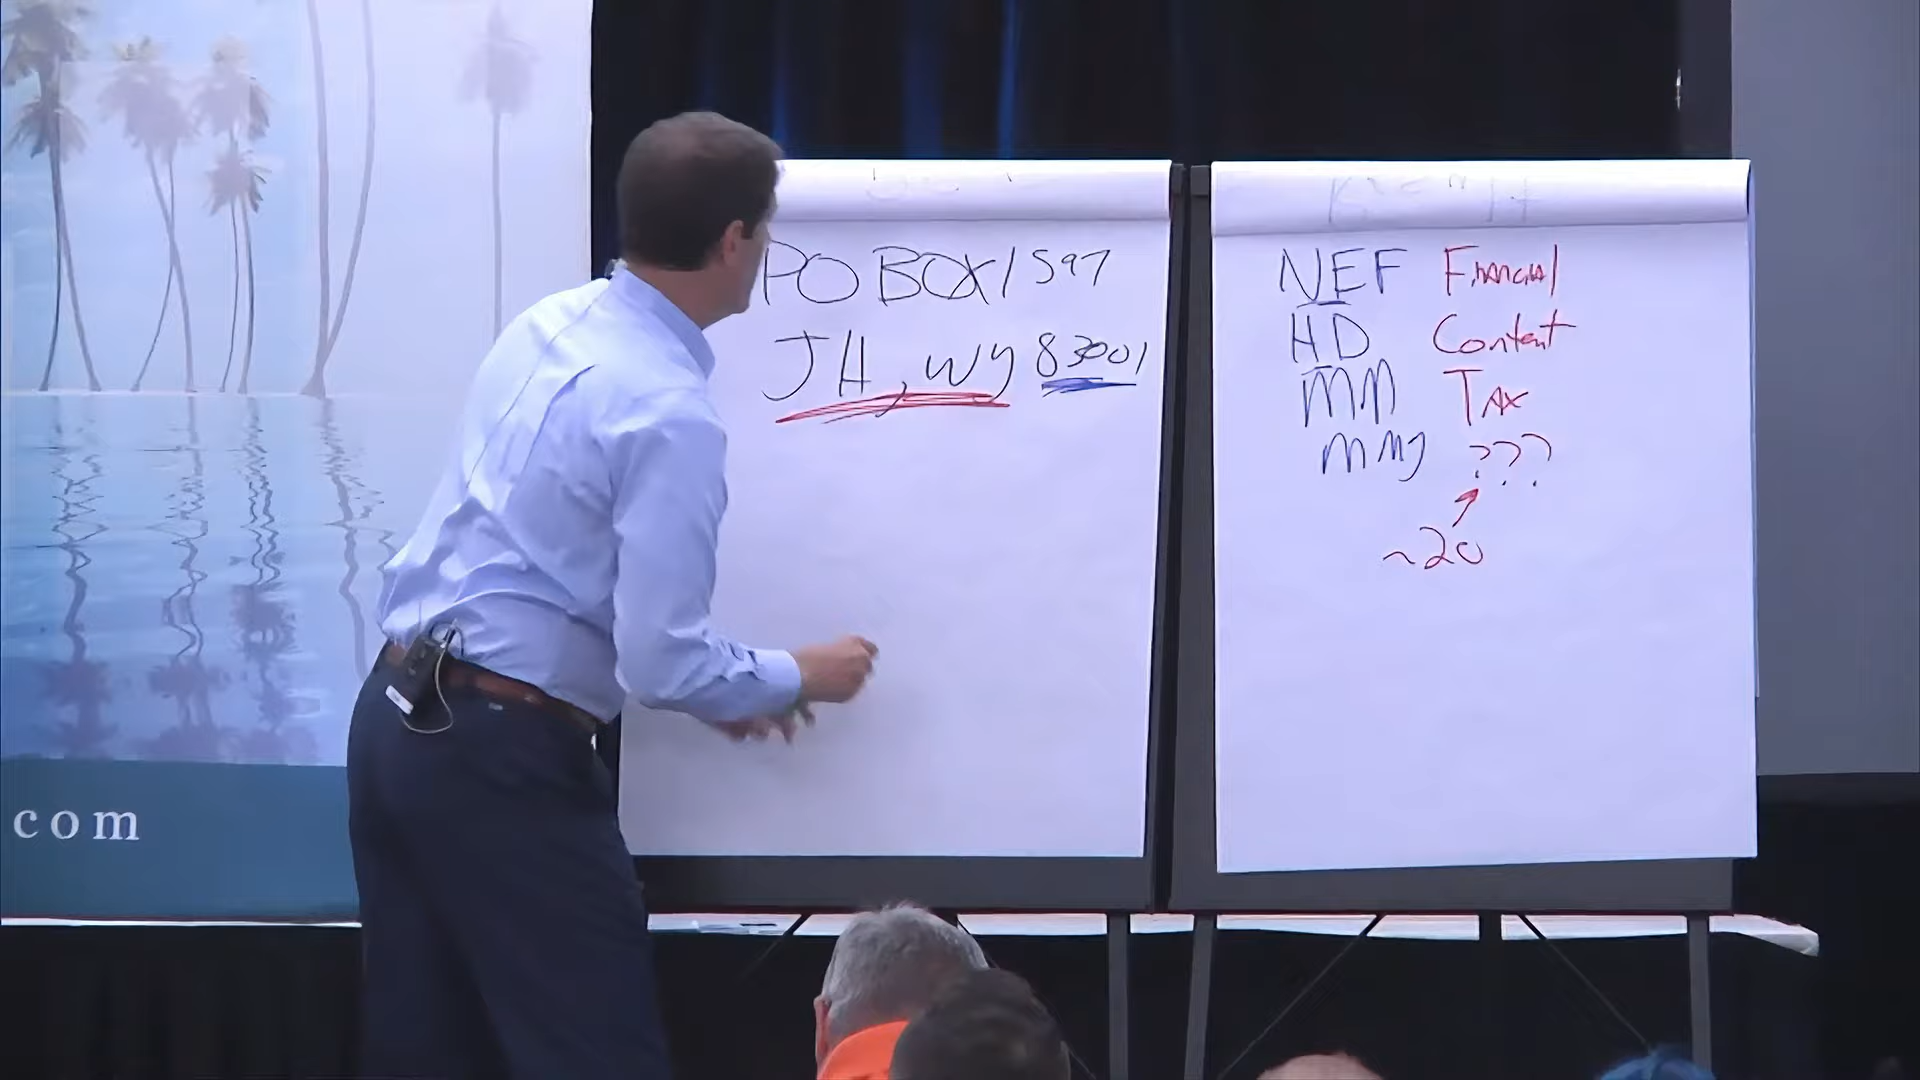 PO BOX 1597
JH, WY 83001
NEF Financial
HD Content
MM TAX
MMJ ???
~20
com